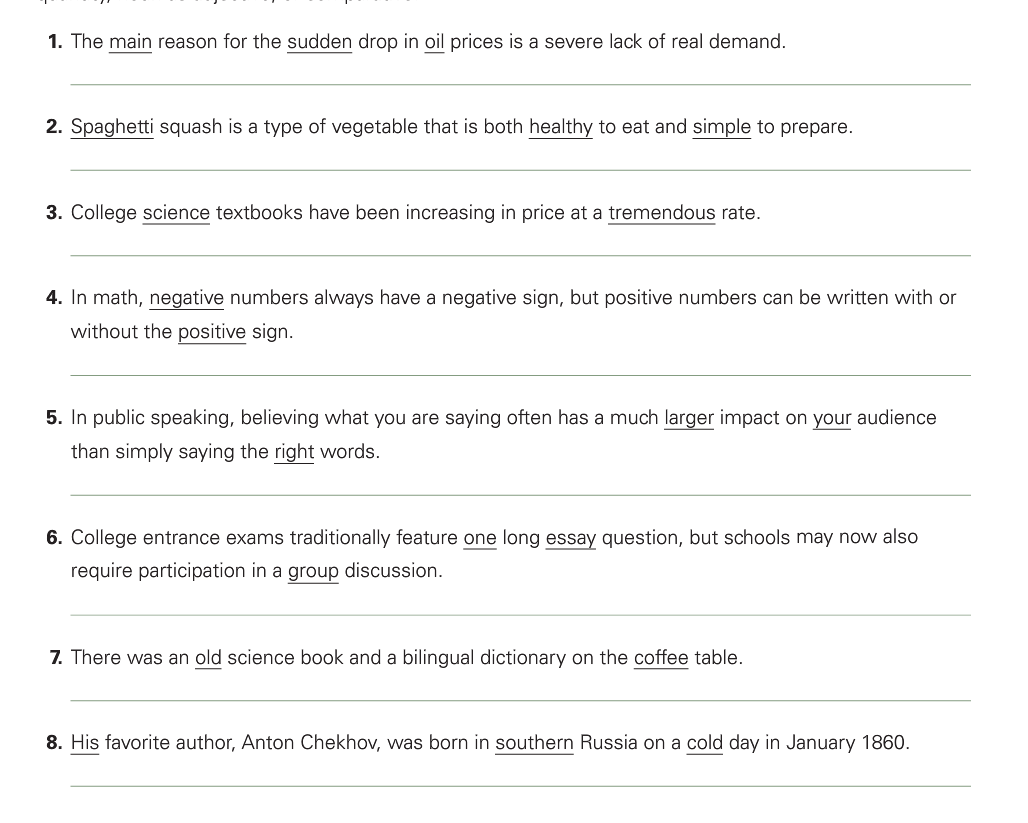 1. The main reason for the sudden drop in oil prices is a severe lack of real demand.
2. Spaghetti squash is a type of vegetable that is both healthy to eat and simple to prepare.
3. College science textbooks have been increasing in price at a tremendous rate.
4. In math, negative numbers always have a negative sign, but positive numbers can be written with or
without the positive sign.
5. In public speaking, believing what you are saying often has a much larger impact on your audience
than simply saying the right words.
6. College entrance exams traditionally feature one long essay question, but schools may now also
require participation in a group discussion.
7. There was an old science book and a bilingual dictionary on the coffee table.
8. His favorite author, Anton Chekhov, was born in southern Russia on a cold day in January 1860.